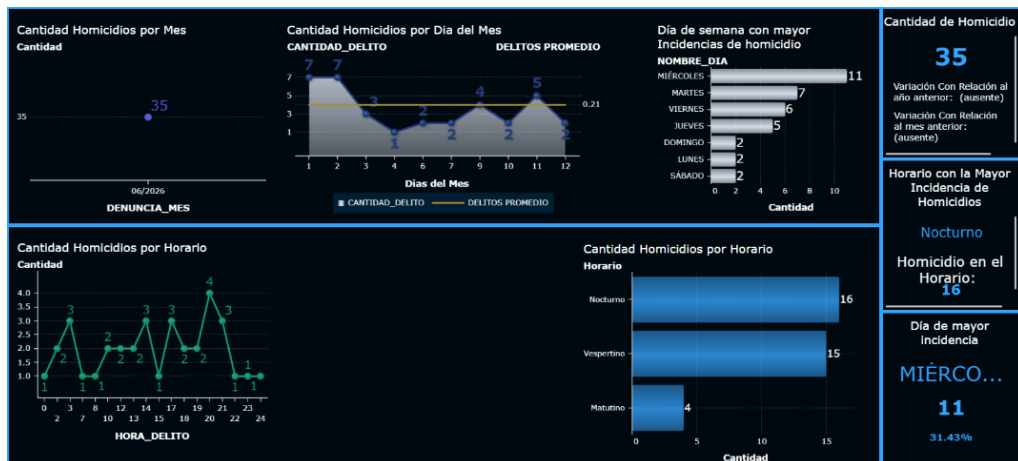 Cantidad Homicidios por Mes
Cantidad
35
35
06/2026
DENUNCIA_MES
Cantidad Homicidios por Dia del Mes
CANTIDAD_DELITO
DELITOS PROMEDIO
7
5
3
1
7
7
3
1
2
2
4
2
5
2
0.21
1
2
3
4
6
7
9
10
11
12
Dias del Mes
CANTIDAD_DELITO
DELITOS PROMEDIO
Día de semana con mayor
Incidencias de homicidio
NOMBRE_DIA
MIÉRCOLES 11
MARTES 7
VIERNES 6
JUEVES 5
DOMINGO 2
LUNES 2
SÁBADO 2
0 2 4 6 8 10
Cantidad
Cantidad de Homicidio
35
Variación Con Relación al
año anterior: (ausente)
Variación Con Relación
al mes anterior:
(ausente)
Horario con la Mayor
Incidencia de
Homicidios
Nocturno
Homicidio en el
Horario:
16
Día de mayor
incidencia
MIÉRCO...
11
31.43%
Cantidad Homicidios por Horario
Cantidad
4.0
3.5
3.0
2.5
2.0
1.5
1.0
1
2
3
1
1
2
2
2
3
1
3
2
2
4
3
1
1
1
0 3 8 12 14 17 19 21 23
2 7 10 13 15 18 20 22 24
HORA_DELITO
Cantidad Homicidios por Horario
Horario
Nocturno 16
Vespertino 15
Matutino 4
0 5 10 15
Cantidad